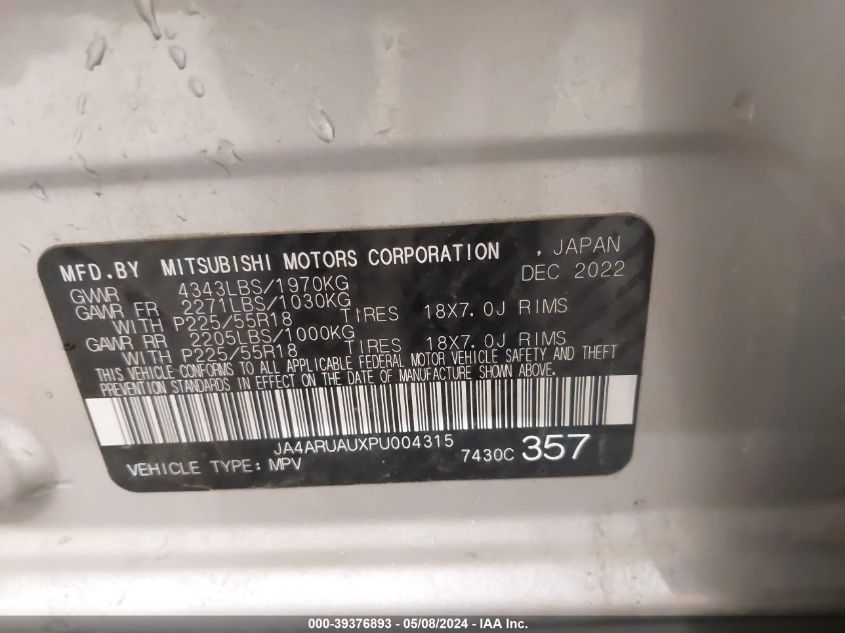 MFD.BY MITSUBISHI MOTORS CORPORATION , JAPAN
DEC 2022
GVWR 4343LBS/1970KG
GAWR FR 2271LBS/1030KG
WITH P225/55R18 TIRES 18X7.0J RIMS
GAWR RR 2205LBS/1000KG
WITH P225/55R18 TIRES 18X7.0J RIMS
THIS VEHICLE CONFORMS TO ALL APPLICABLE FEDERAL MOTOR VEHICLE SAFETY AND THEFT
PREVENTION STANDARDS IN EFFECT ON THE DATE OF MANUFACTURE SHOWN ABOVE.
JA4ARUAUXPU004315
VEHICLE TYPE: MPV 7430C 357
000-39376893 - 05/08/2024 - IAA Inc.